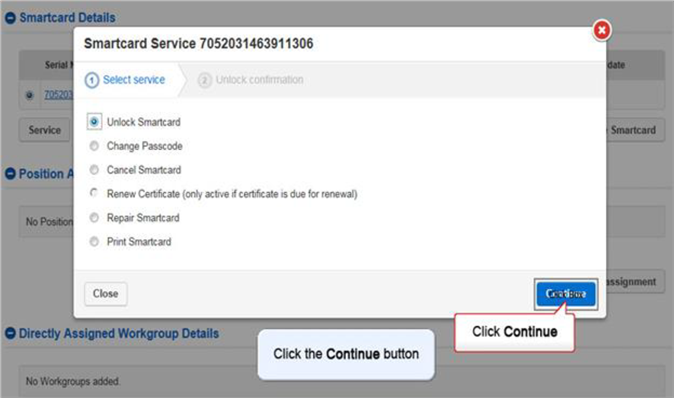 Smartcard Details
Smartcard Service 7052031463911306
Serial
date
1 Select service
2 Unlock confirmation
705203
Unlock Smartcard
Service
Smartcard
Change Passcode
Cancel Smartcard
Position A
Renew Certificate (only active if certificate is due for renewal)
No Position
Repair Smartcard
Print Smartcard
Close
Continue
assignment
Click Continue
Directly Assigned Workgroup Details
Click the Continue button
No Workgroups added.